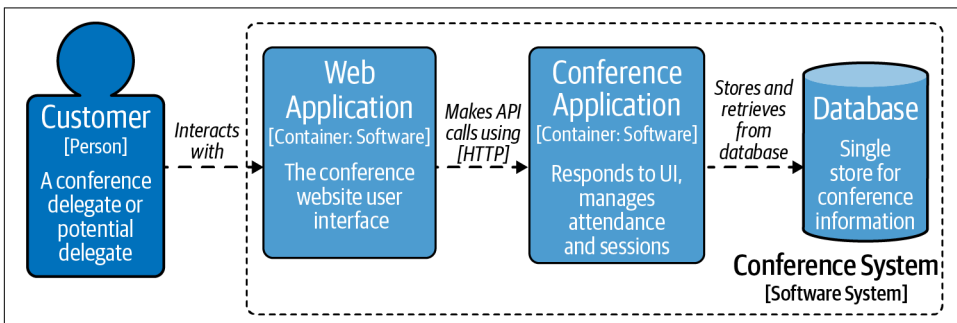 Customer
[Person]
A conference
delegate or
potential
delegate
Interacts
with
Web
Application
[Container: Software]
The conference
website user
interface
Makes API
calls using
[HTTP]
Conference
Application
[Container: Software]
Responds to UI,
manages
attendance
and sessions
Stores and
retrieves
from
database
Database
Single
store for
conference
information
Conference System
[Software System]